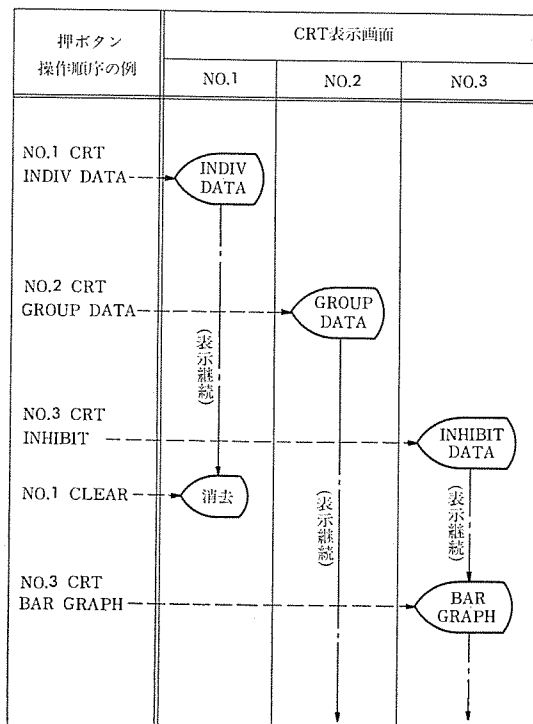 押ボタン
操作順序の例
CRT表示画面
NO.1
NO.2
NO.3
NO.1 CRT
INDIV DATA
INDIV
DATA
(表示継続)
NO.2 CRT
GROUP DATA
GROUP
DATA
(表示継続)
NO.3 CRT
INHIBIT
INHIBIT
DATA
(表示継続)
NO.1 CLEAR
消去
NO.3 CRT
BAR GRAPH
BAR
GRAPH